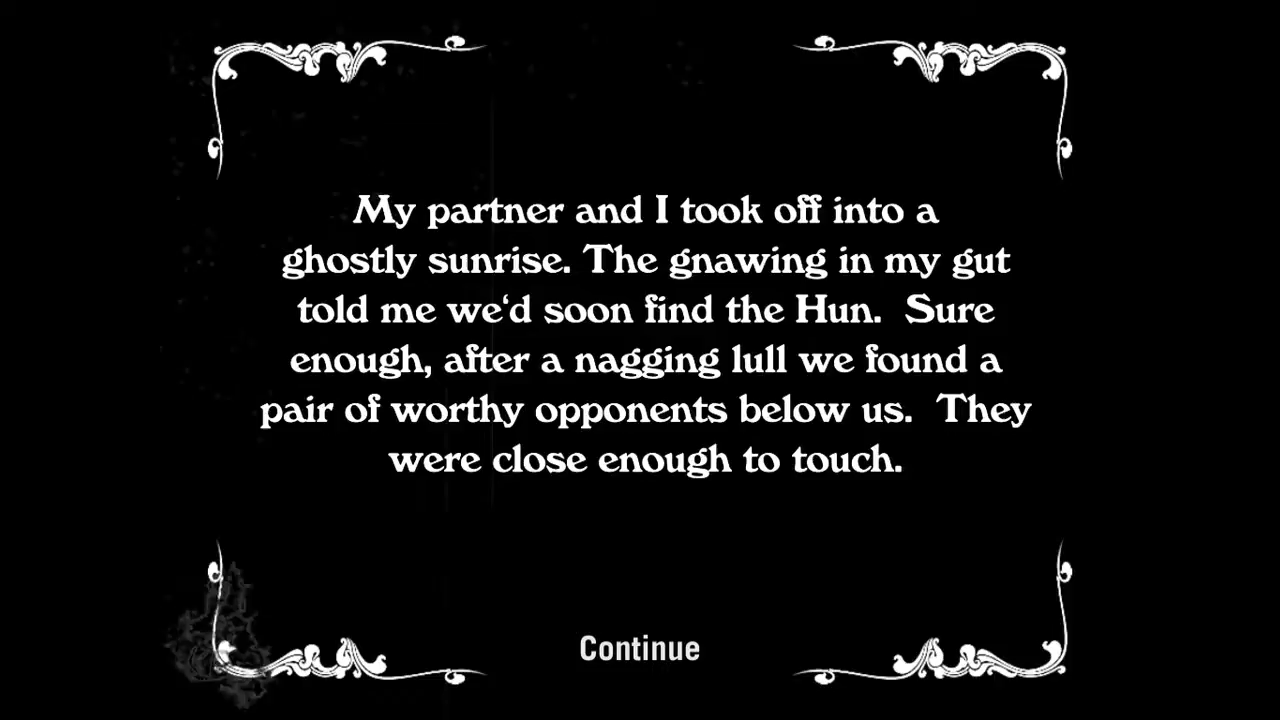 My partner and I took off into a
ghostly sunrise. The gnawing in my gut
told me we‘d soon find the Hun.  Sure
enough, after a nagging lull we found a
pair of worthy opponents below us.  They
were close enough to touch.
Continue